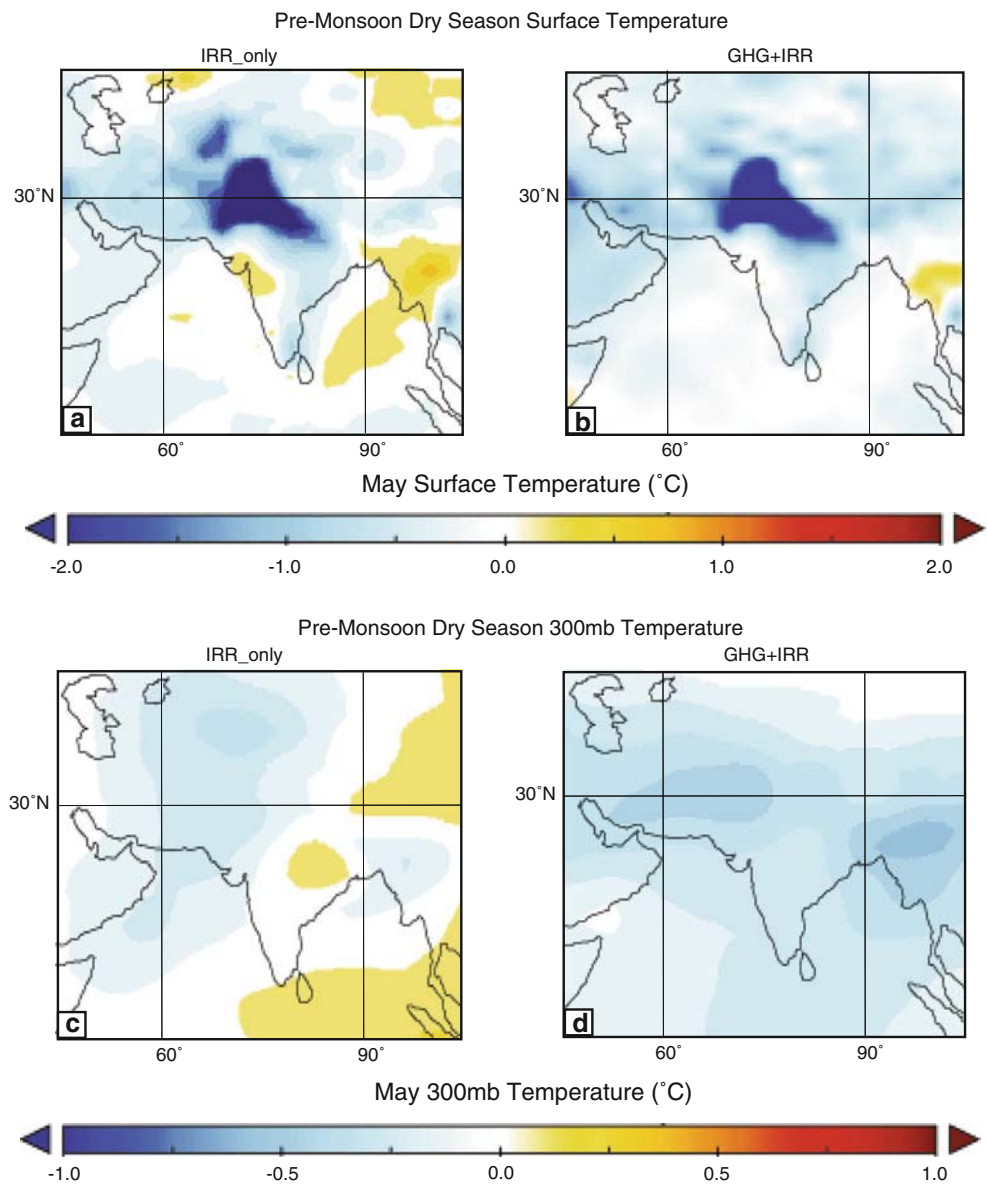 Pre-Monsoon Dry Season Surface Temperature
IRR_only GHG+IRR
30˚N 30˚N
a b
60˚ 90˚ 60˚ 90˚
May Surface Temperature (˚C)
-2.0 -1.0 0.0 1.0 2.0
Pre-Monsoon Dry Season 300mb Temperature
IRR_only GHG+IRR
30˚N 30˚N
c d
60˚ 90˚ 60˚ 90˚
May 300mb Temperature (˚C)
-1.0 -0.5 0.0 0.5 1.0